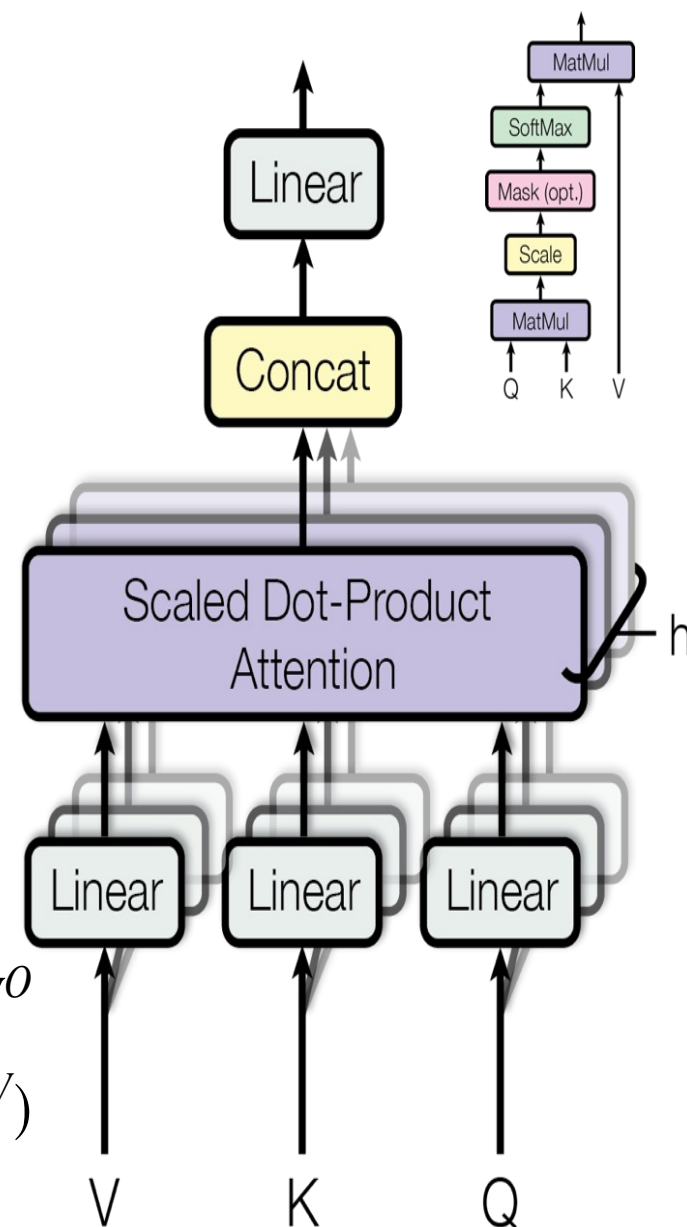 MatMul
SoftMax
Mask (opt.)
Scale
MatMul
Q K V
Linear
Concat
Scaled Dot-Product
Attention
h
Linear Linear Linear
O
)
V K Q